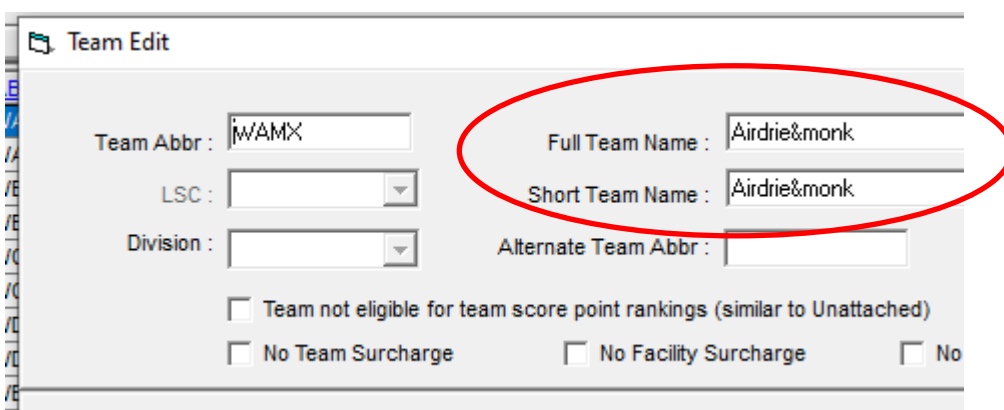 Team Edit
Team Abbr : WAMX
Full Team Name : Airdrie&monk
LSC :
Short Team Name : Airdrie&monk
Division :
Alternate Team Abbr :
Team not eligible for team score point rankings (similar to Unattached)
No Team Surcharge
No Facility Surcharge
No